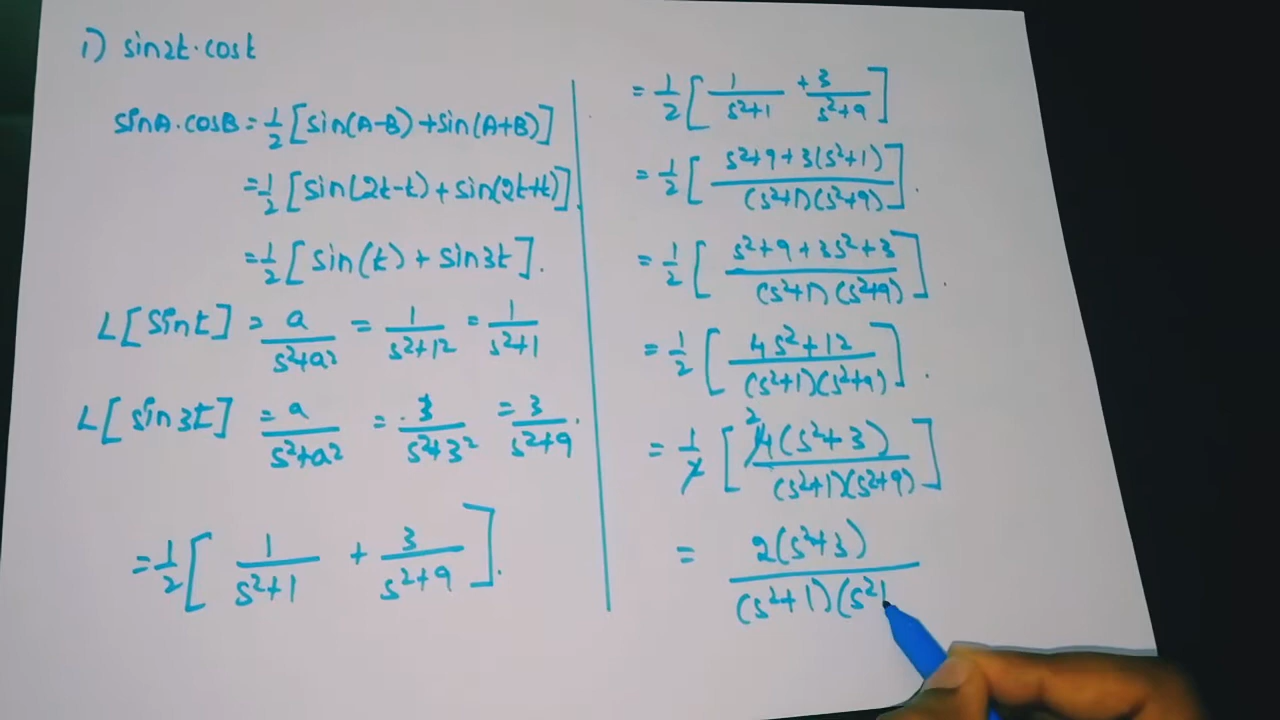 i) sin2t·cost
sinA·cosB = 1/2 [sin(A-B) + sin(A+B)]
= 1/2 [sin(2t-t) + sin(2t+t)].
= 1/2 [sin(t) + sin3t].
L[sint] = a/(s²+a²) = 1/(s²+1²) = 1/(s²+1)
L[sin3t] = a/(s²+a²) = 3/(s²+3²) = 3/(s²+9).
= 1/2 [1/(s²+1) + 3/(s²+9)].
= 1/2 [1/(s²+1) + 3/(s²+9)]
= 1/2 [(s²+9+3(s²+1))/((s²+1)(s²+9))].
= 1/2 [(s²+9+3s²+3)/((s²+1)(s²+9))].
= 1/2 [(4s²+12)/((s²+1)(s²+9))].
= 1/2 [2 4(s²+3)/((s²+1)(s²+9))]
= 2(s²+3)/((s²+1)(s²